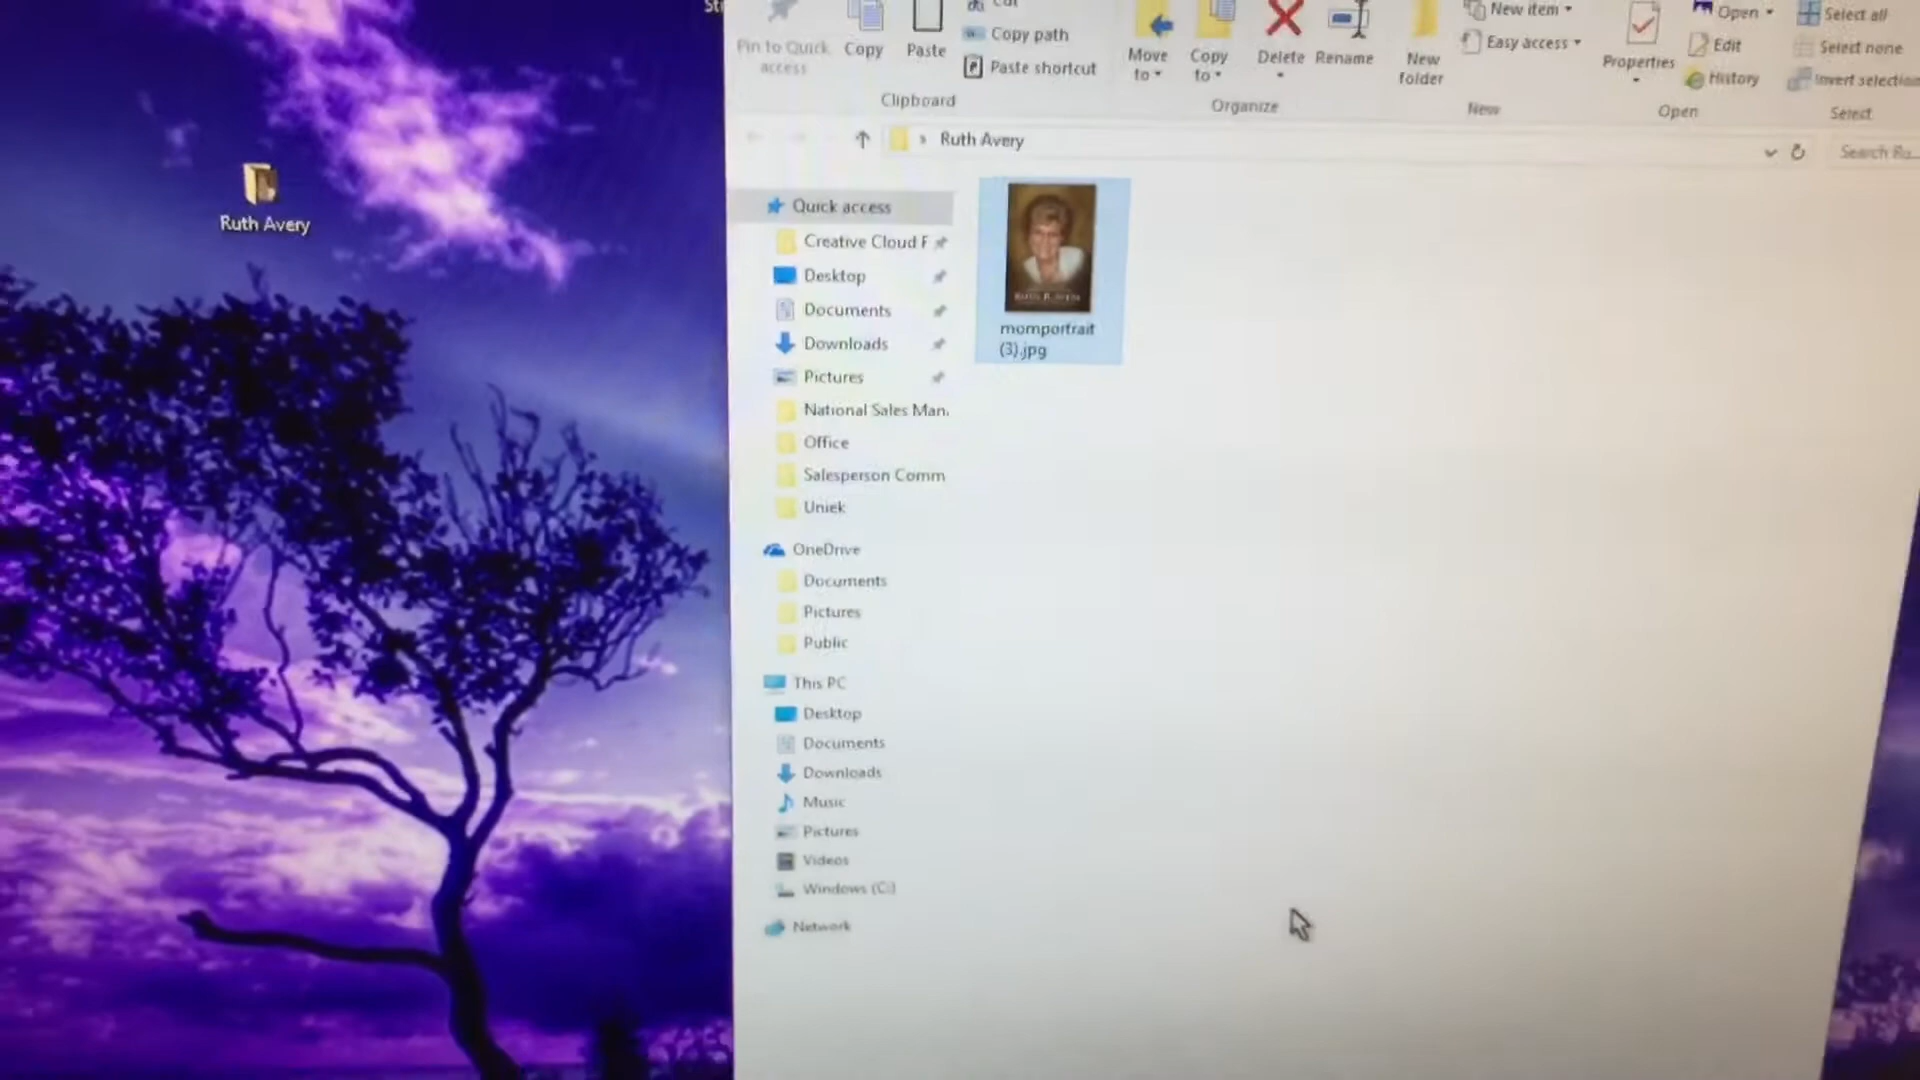 Pin to Quick
access
Copy
Paste
Cut
Copy path
Paste shortcut
Clipboard
Move
to
Copy
to
Delete
Rename
Organize
New
folder
New item
Easy access
New
Properties
Open
Edit
History
Open
Select all
Select none
Invert selection
Select
Ruth Avery
Search Ru...
Ruth Avery
Quick access
Creative Cloud F
Desktop
Documents
Downloads
Pictures
National Sales Man.
Office
Salesperson Comm
Uniek
OneDrive
Documents
Pictures
Public
This PC
Desktop
Documents
Downloads
Music
Pictures
Videos
Windows (C:)
Network
momportrait
(3).jpg